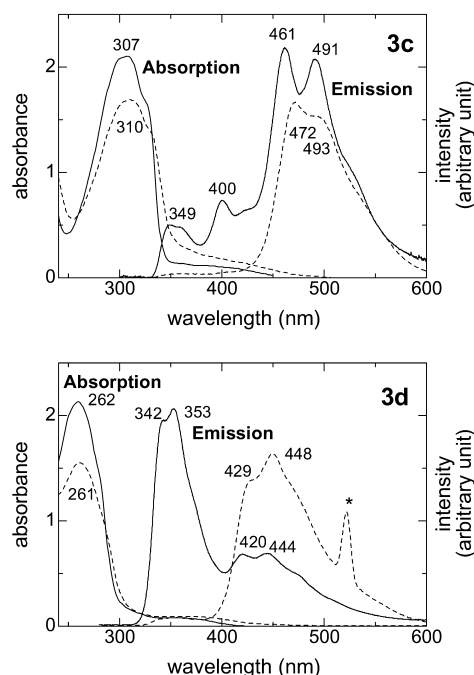 461
491
3c
307
Absorption
Emission
2
310
472
493
1
400
349
0
absorbance
intensity
(arbitrary unit)
300
400
500
600
wavelength (nm)
Absorption
262
342
353
3d
Emission
2
261
429
448
*
1
420
444
0
absorbance
intensity
(arbitrary unit)
300
400
500
600
wavelength (nm)